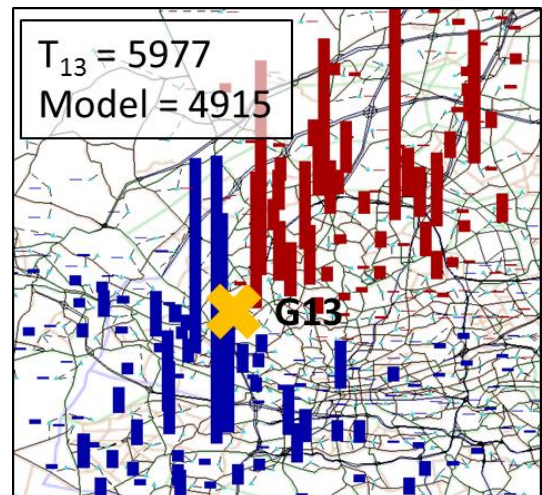 T₁₃ = 5977
Model = 4915
G13